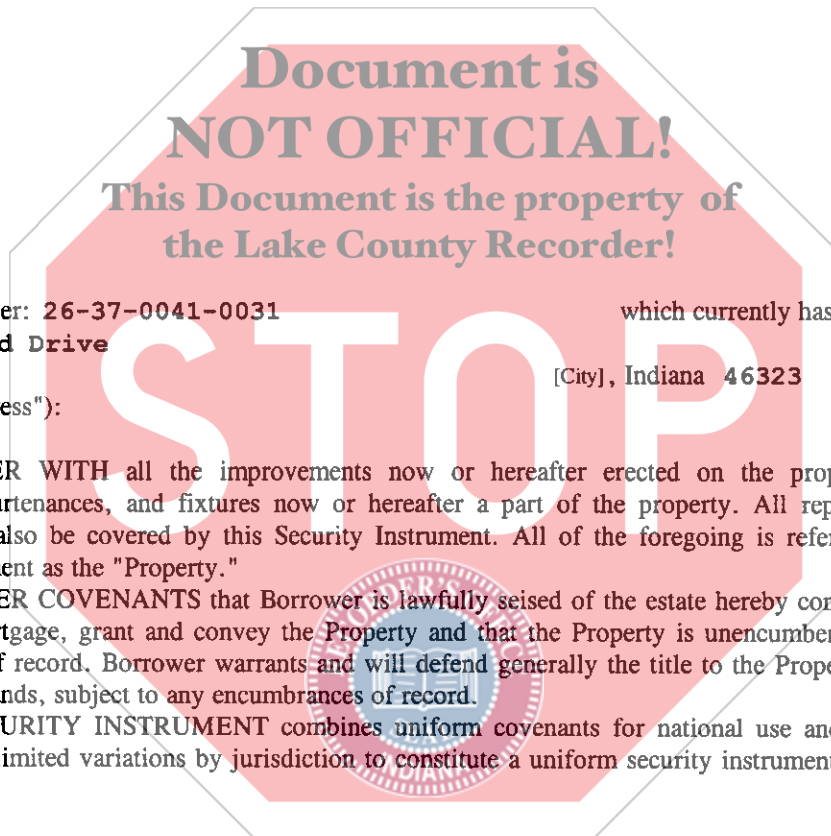 Document is
NOT OFFICIAL!
This Document is the property of
the Lake County Recorder!
er: 26-37-0041-0031 which currently has
d Drive
[City], Indiana 46323
ess"):
STOP
ER WITH all the improvements now or hereafter erected on the prop
urtenances, and fixtures now or hereafter a part of the property. All rep
also be covered by this Security Instrument. All of the foregoing is refer
ent as the "Property."
ER COVENANTS that Borrower is lawfully seised of the estate hereby con
rtgage, grant and convey the Property and that the Property is unencumber
f record. Borrower warrants and will defend generally the title to the Prope
nds, subject to any encumbrances of record.
URITY INSTRUMENT combines uniform covenants for national use and
imited variations by jurisdiction to constitute a uniform security instrument
INDIANA